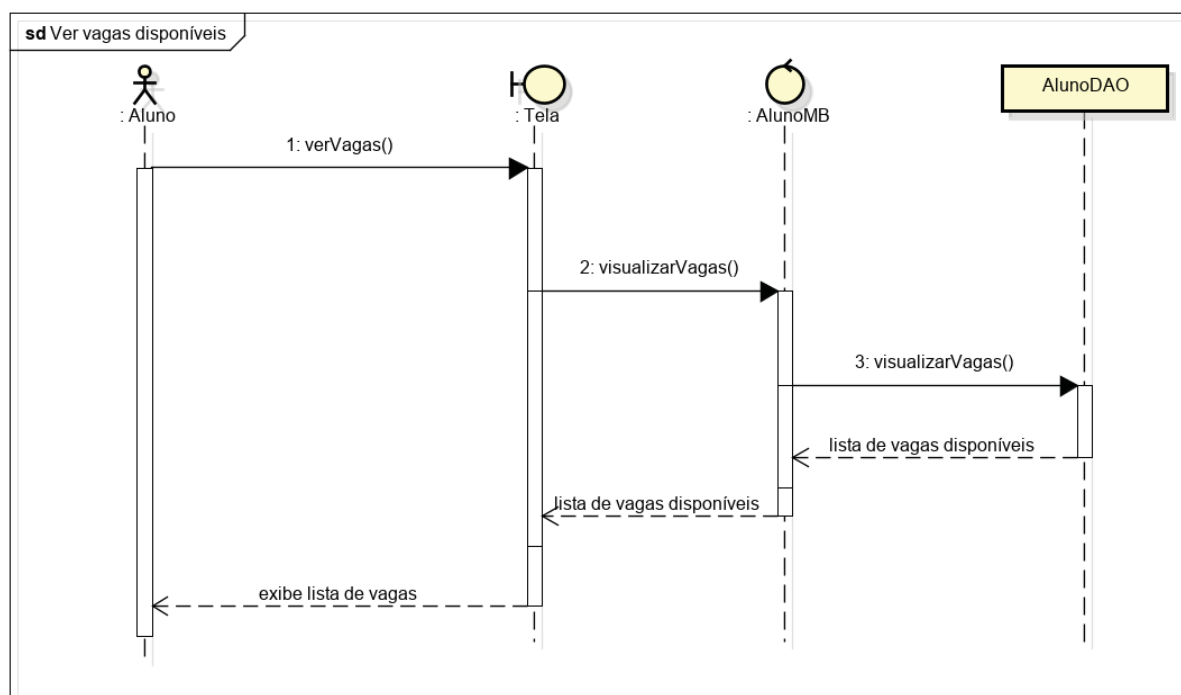 sd Ver vagas disponíveis
: Aluno
: Tela
: AlunoMB
AlunoDAO
1: verVagas()
2: visualizarVagas()
3: visualizarVagas()
lista de vagas disponíveis
lista de vagas disponíveis
exibe lista de vagas